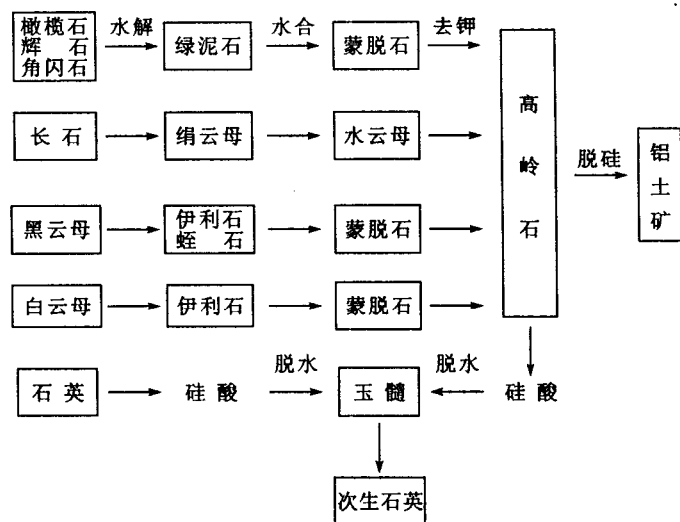 橄榄石 水解 绿泥石 水合 蒙脱石 去钾
辉石
角闪石
长石 绢云母 水云母
高岭石
脱硅
铝土矿
黑云母 伊利石 蒙脱石
蛭石
白云母 伊利石 蒙脱石
石英 硅酸 脱水 玉髓 脱水 硅酸
次生石英